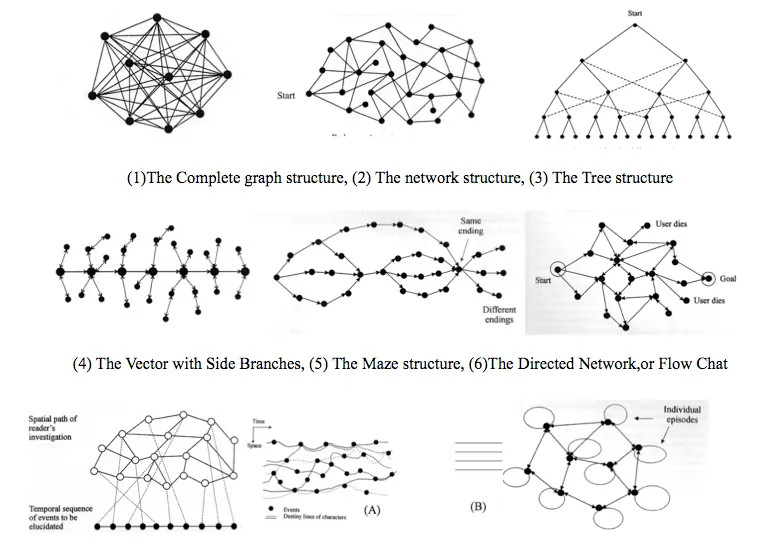 Start
Start
(1)The Complete graph structure, (2) The network structure, (3) The Tree structure
Same
ending
Different
endings
User dies
Start
Goal
User dies
(4) The Vector with Side Branches, (5) The Maze structure, (6)The Directed Network,or Flow Chat
Spatial path of
reader's
investigation
Temporal sequence
of events to be
elucidated
Time
Space
Events
Destiny lines of characters
(A)
(B)
Individual
episodes